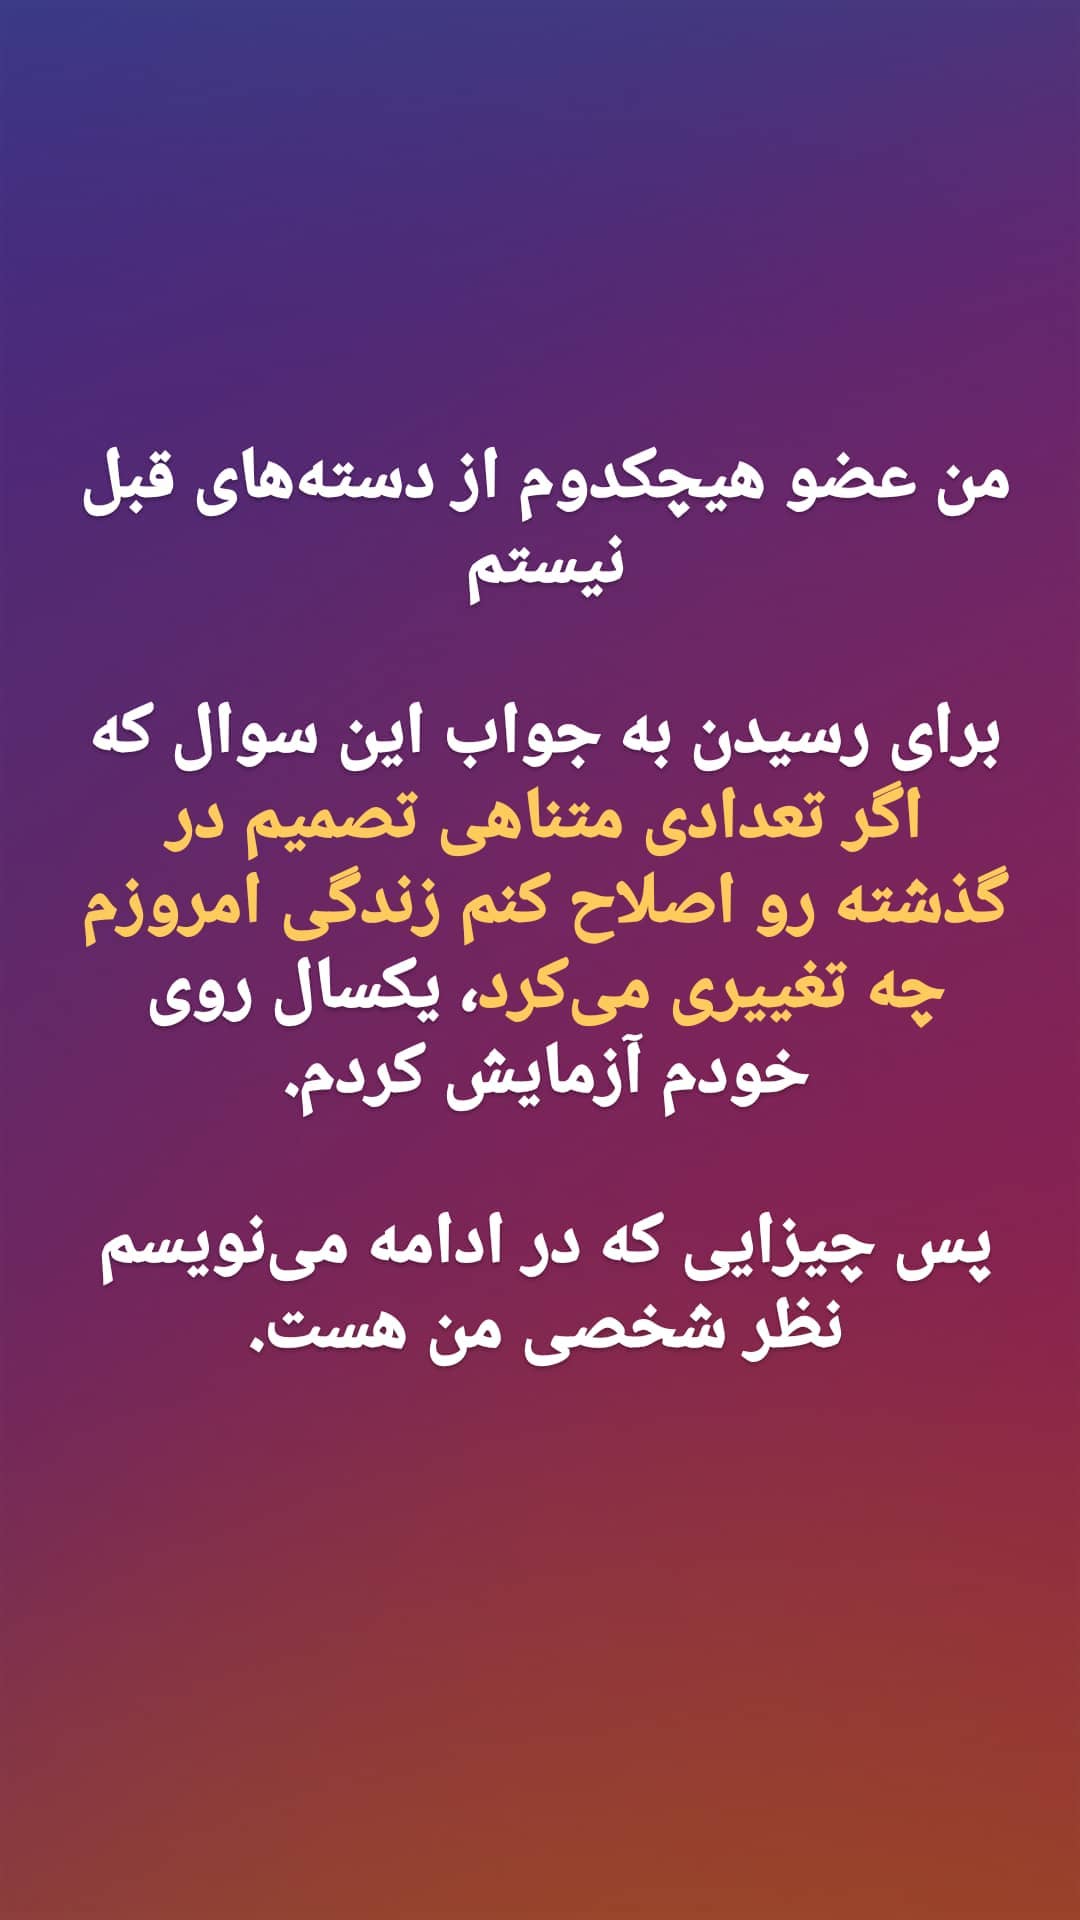 من عضو هیچکدوم از دسته‌های قبل
نیستم
برای رسیدن به جواب این سوال که
اگر تعدادی متناهی تصمیم در
گذشته رو اصلاح کنم زندگی امروزم
چه تغییری می‌کرد، یکسال روی
خودم آزمایش کردم.
پس چیزایی که در ادامه می‌نویسم
نظر شخصی من هست.